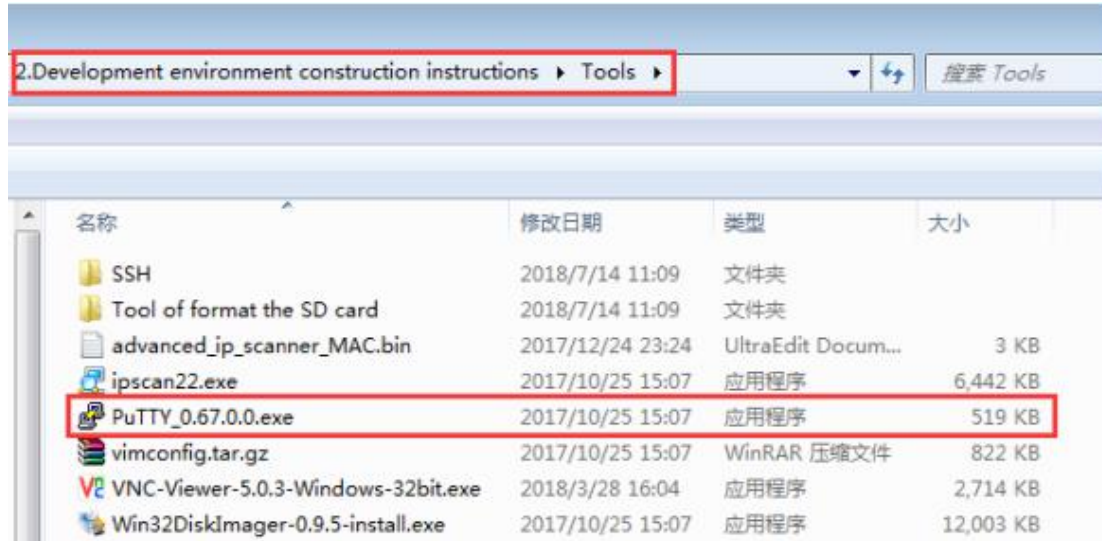 2.Development environment construction instructions ▸ Tools ▸ 搜索 Tools
名称 修改日期 类型 大小
SSH 2018/7/14 11:09 文件夹
Tool of format the SD card 2018/7/14 11:09 文件夹
advanced_ip_scanner_MAC.bin 2017/12/24 23:24 UltraEdit Docum... 3 KB
ipscan22.exe 2017/10/25 15:07 应用程序 6,442 KB
PuTTY_0.67.0.0.exe 2017/10/25 15:07 应用程序 519 KB
vimconfig.tar.gz 2017/10/25 15:07 WinRAR 压缩文件 822 KB
VNC-Viewer-5.0.3-Windows-32bit.exe 2018/3/28 16:04 应用程序 2,714 KB
Win32DiskImager-0.9.5-install.exe 2017/10/25 15:07 应用程序 12,003 KB